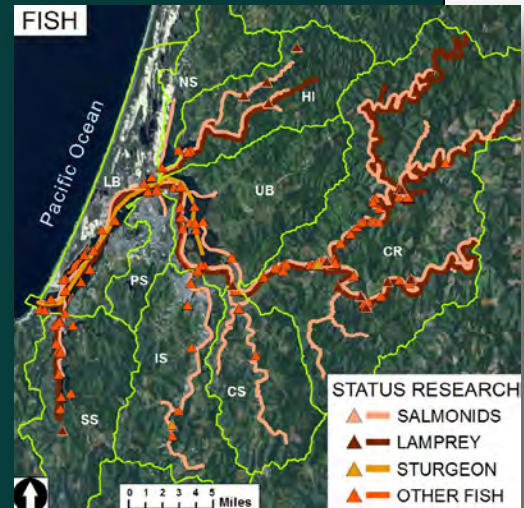 FISH
NS
HI
Pacific Ocean
LB
UB
PS
CR
IS
CS
SS
STATUS RESEARCH
SALMONIDS
LAMPREY
STURGEON
OTHER FISH
0 1 2 3 4 5
Miles